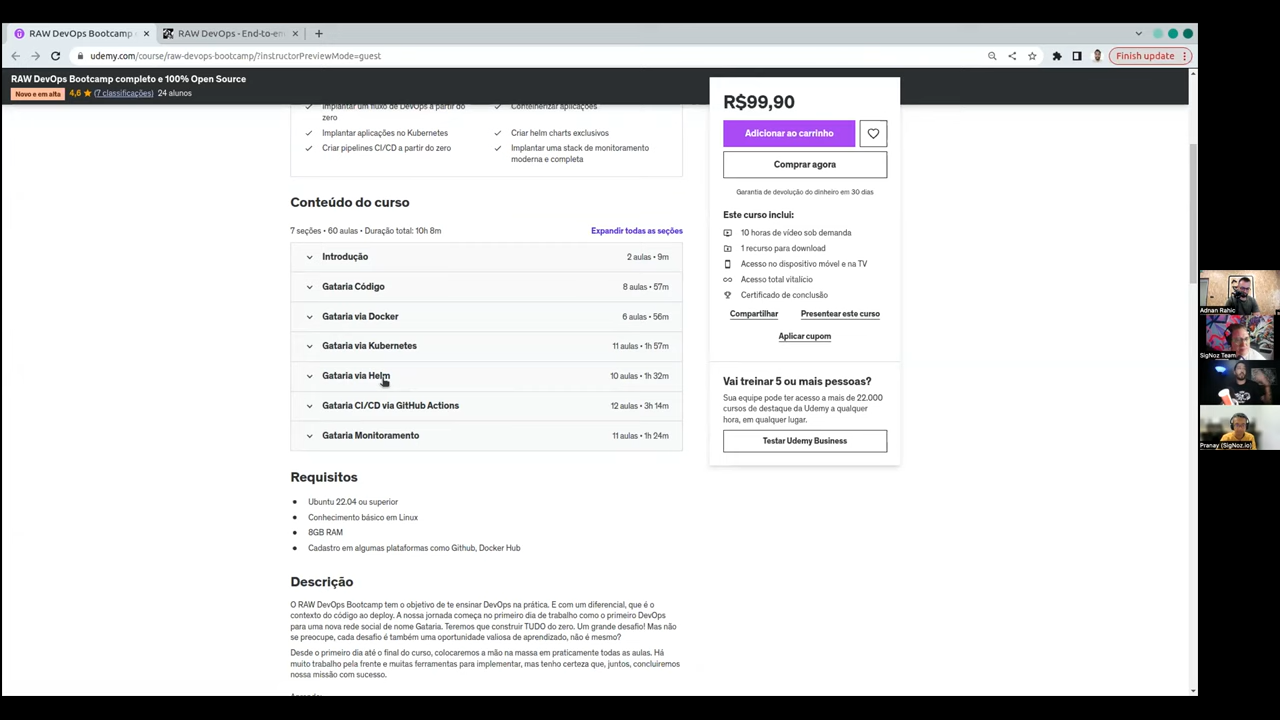 RAW DevOps Bootcamp
RAW DevOps - End-to-en
udemy.com/course/raw-devops-bootcamp/?instructorPreviewMode=guest
Finish update
RAW DevOps Bootcamp completo e 100% Open Source
Novo e em alta 4,6 (7 classificações) 24 alunos
Implantar um fluxo de DevOps a partir do
zero
Conteinerizar aplicações
Implantar aplicações no Kubernetes
Criar helm charts exclusivos
Criar pipelines CI/CD a partir do zero
Implantar uma stack de monitoramento
moderna e completa
Conteúdo do curso
7 seções • 60 aulas • Duração total: 10h 8m
Expandir todas as seções
Introdução 2 aulas • 9m
Gataria Código 8 aulas • 57m
Gataria via Docker 6 aulas • 56m
Gataria via Kubernetes 11 aulas • 1h 57m
Gataria via Helm 10 aulas • 1h 32m
Gataria CI/CD via GitHub Actions 12 aulas • 3h 14m
Gataria Monitoramento 11 aulas • 1h 24m
Requisitos
Ubuntu 22.04 ou superior
Conhecimento básico em Linux
8GB RAM
Cadastro em algumas plataformas como Github, Docker Hub
Descrição
O RAW DevOps Bootcamp tem o objetivo de te ensinar DevOps na prática. E com um diferencial, que é o
contexto do código ao deploy. A nossa jornada começa no primeiro dia de trabalho como o primeiro DevOps
para uma nova rede social de nome Gataria. Teremos que construir TUDO do zero. Um grande desafio! Mas não
se preocupe, cada desafio é também uma oportunidade valiosa de aprendizado, não é mesmo?
Desde o primeiro dia até o final do curso, colocaremos a mão na massa em praticamente todas as aulas. Há
muito trabalho pela frente e muitas ferramentas para implementar, mas tenho certeza que, juntos, concluiremos
nossa missão com sucesso.
R$99,90
Adicionar ao carrinho
Comprar agora
Garantia de devolução do dinheiro em 30 dias
Este curso inclui:
10 horas de vídeo sob demanda
1 recurso para download
Acesso no dispositivo móvel e na TV
Acesso total vitalício
Certificado de conclusão
Compartilhar
Presentear este curso
Aplicar cupom
Vai treinar 5 ou mais pessoas?
Sua equipe pode ter acesso a mais de 22.000
cursos de destaque da Udemy a qualquer
hora, em qualquer lugar.
Testar Udemy Business
Adnan Rahic
SigNoz Team
Pranay (SigNoz.io)